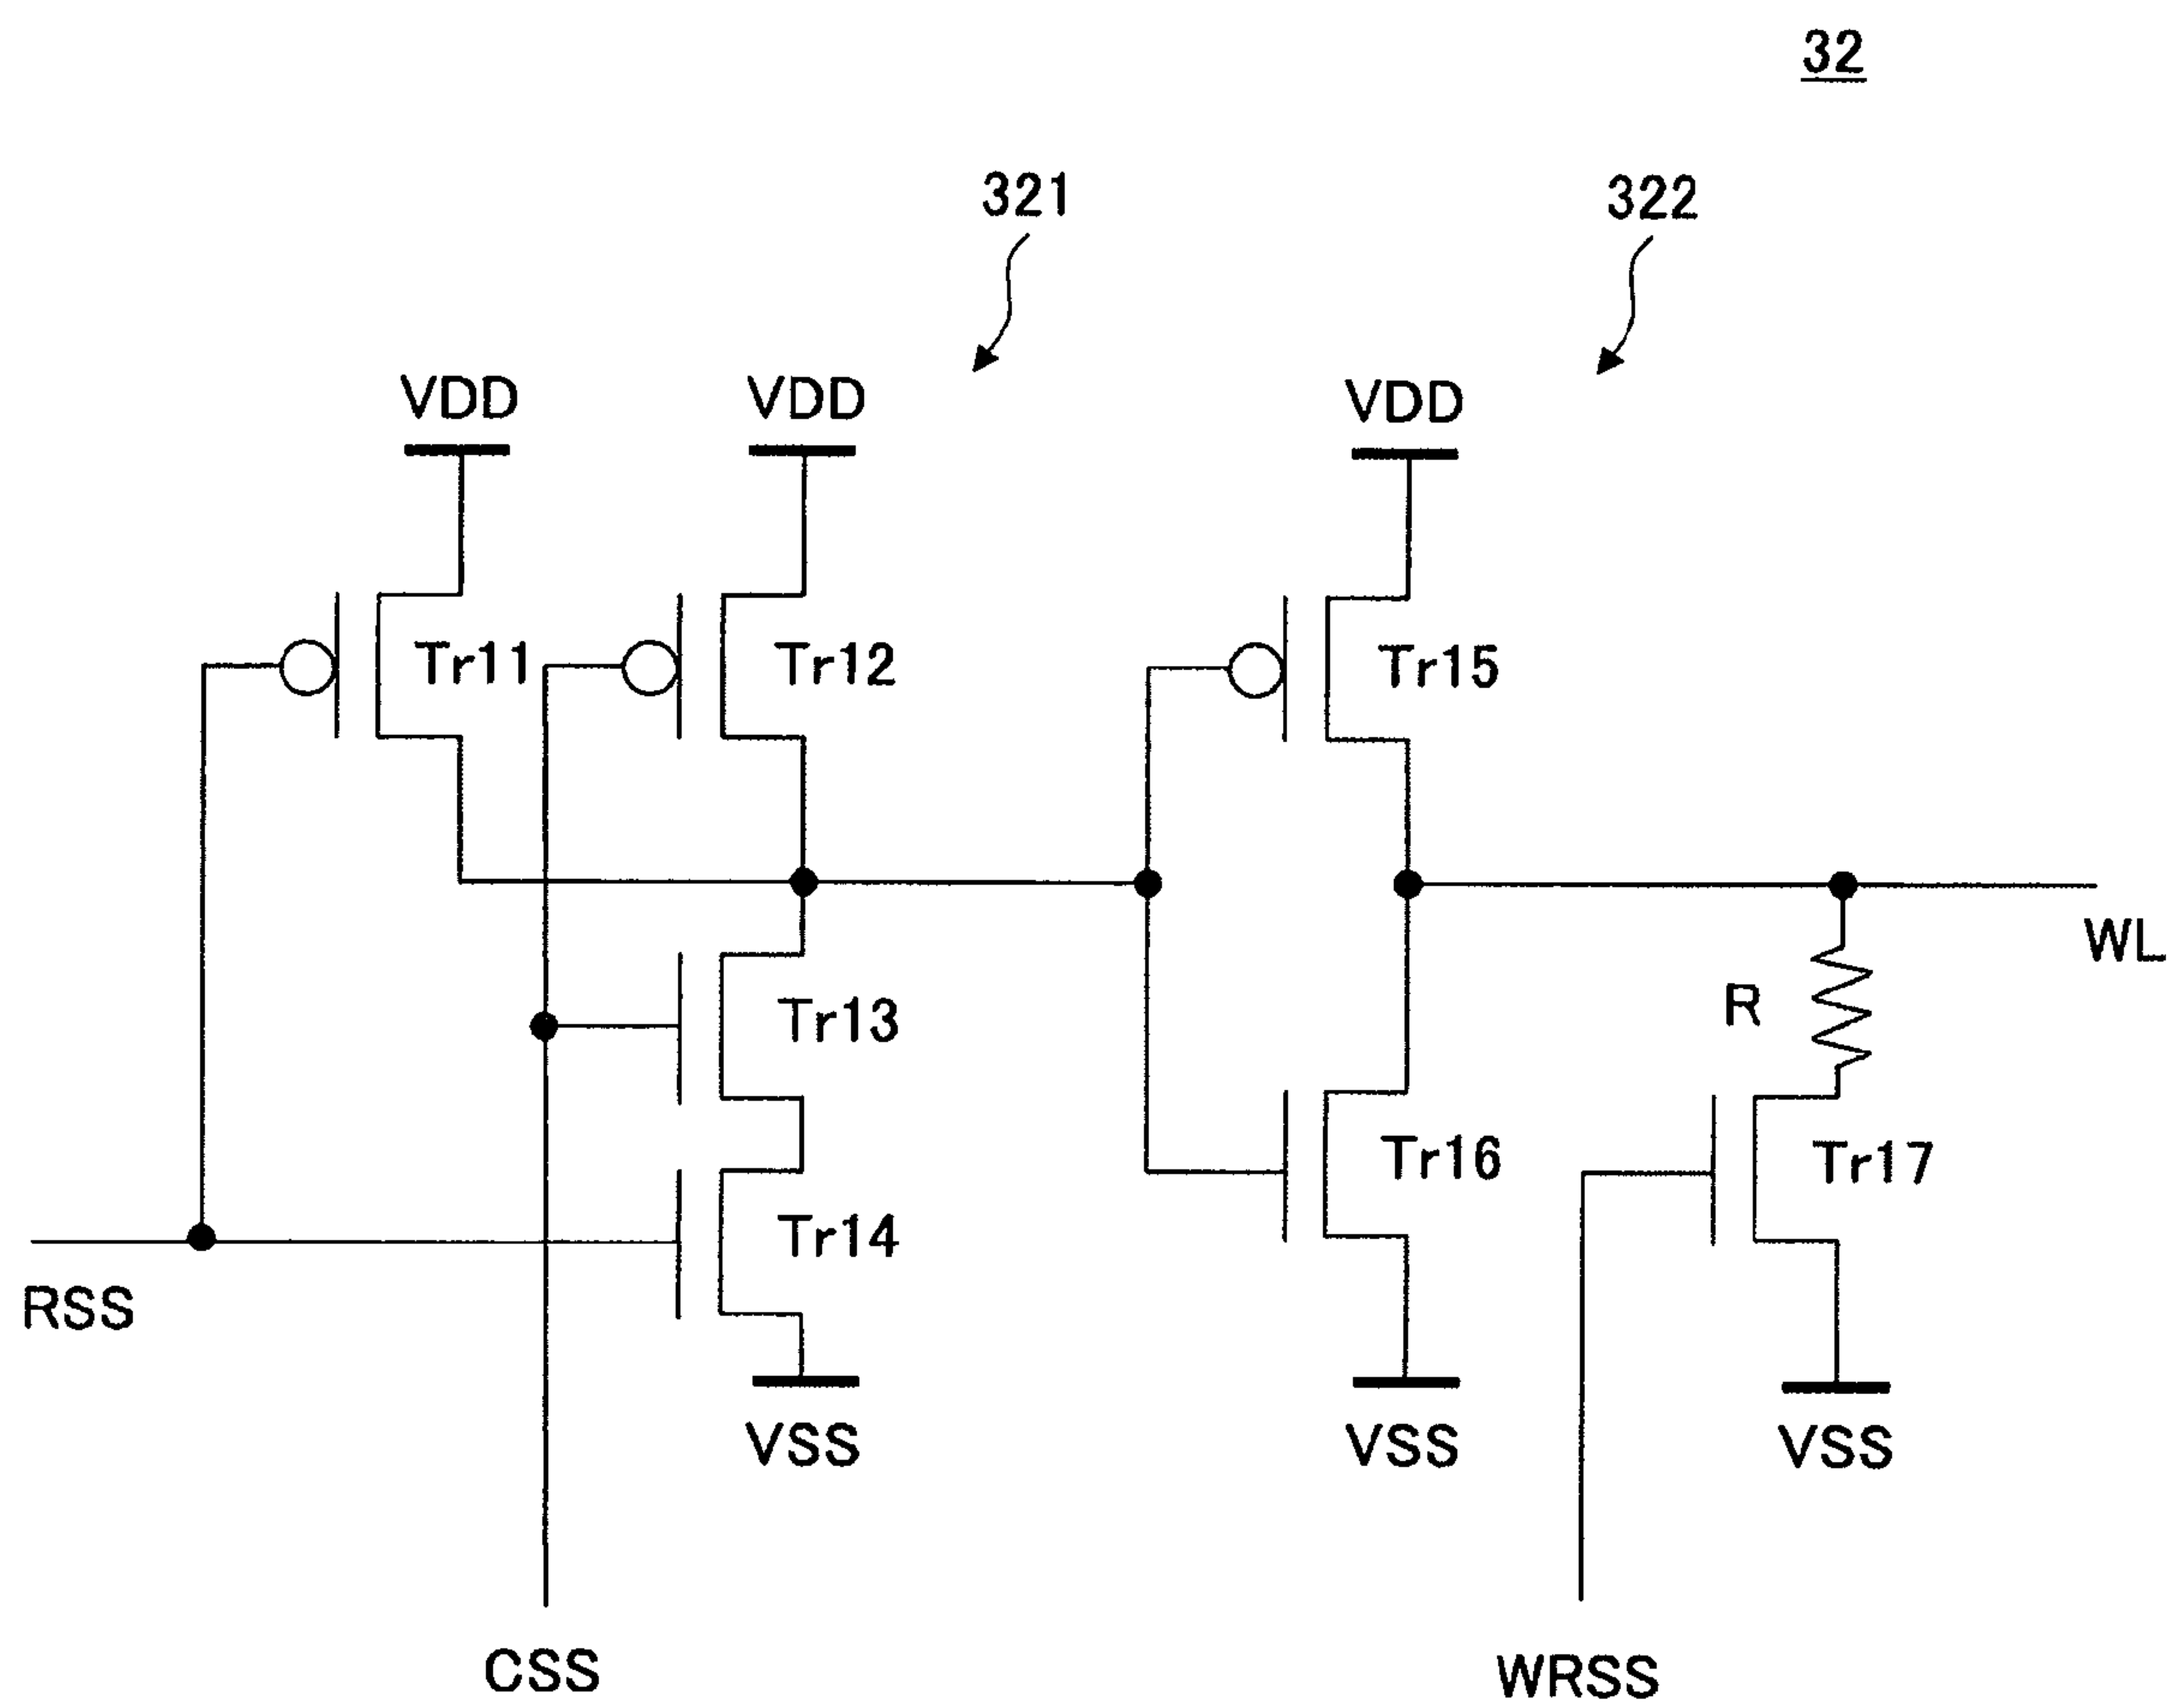 32
321
322
VDD
VDD
VDD
Tr11
Tr12
Tr15
WL
R
Tr13
Tr16
Tr17
Tr14
RSS
VSS
VSS
VSS
CSS
WRSS